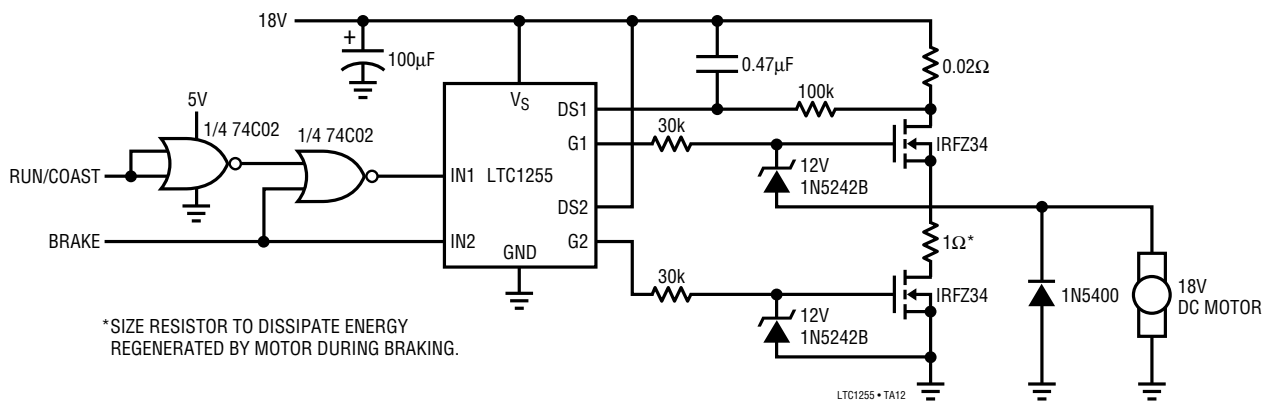 18V
+
100µF
0.47µF
0.02Ω
5V
1/4 74C02
1/4 74C02
VS
DS1
100k
G1
30k
IRFZ34
RUN/COAST
IN1
LTC1255
12V
1N5242B
DS2
BRAKE
IN2
G2
GND
1Ω*
30k
IRFZ34
1N5400
18V
DC MOTOR
12V
1N5242B
*SIZE RESISTOR TO DISSIPATE ENERGY
REGENERATED BY MOTOR DURING BRAKING.
LTC1255 • TA12